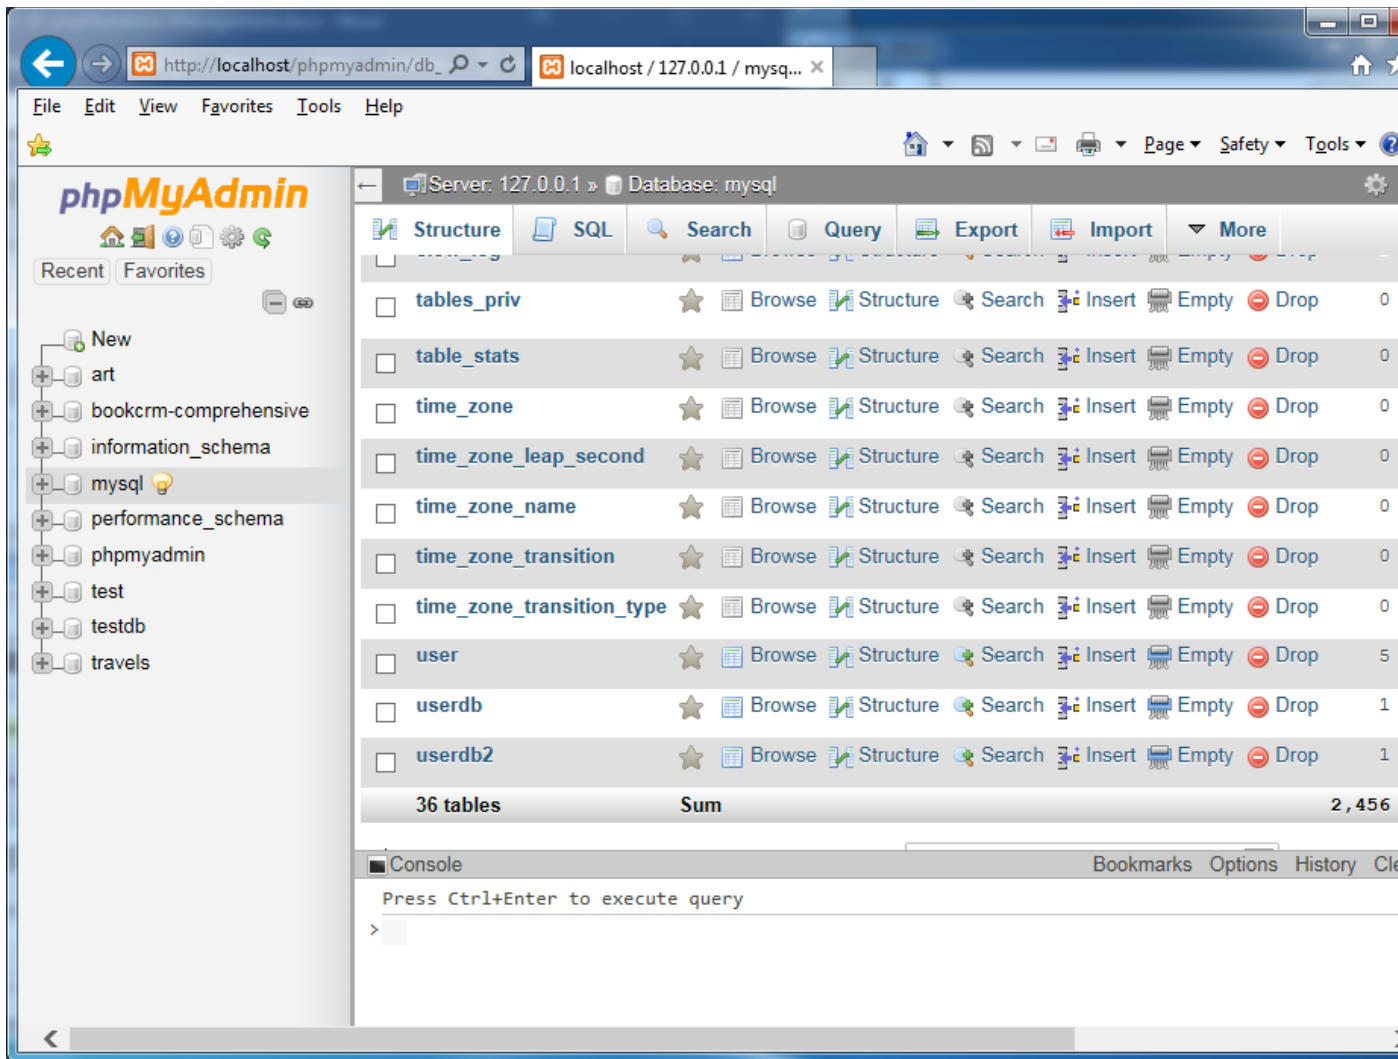 http://localhost/phpmyadmin/db_
localhost / 127.0.0.1 / mysq...
File Edit View Favorites Tools Help
Page Safety Tools
phpMyAdmin
Recent Favorites
New
art
bookcrm-comprehensive
information_schema
mysql
performance_schema
phpmyadmin
test
testdb
travels
Server: 127.0.0.1 » Database: mysql
Structure SQL Search Query Export Import More
tables_priv Browse Structure Search Insert Empty Drop 0
table_stats Browse Structure Search Insert Empty Drop 0
time_zone Browse Structure Search Insert Empty Drop 0
time_zone_leap_second Browse Structure Search Insert Empty Drop 0
time_zone_name Browse Structure Search Insert Empty Drop 0
time_zone_transition Browse Structure Search Insert Empty Drop 0
time_zone_transition_type Browse Structure Search Insert Empty Drop 0
user Browse Structure Search Insert Empty Drop 5
userdb Browse Structure Search Insert Empty Drop 1
userdb2 Browse Structure Search Insert Empty Drop 1
36 tables Sum 2,456
Console Bookmarks Options History Cle
Press Ctrl+Enter to execute query
>